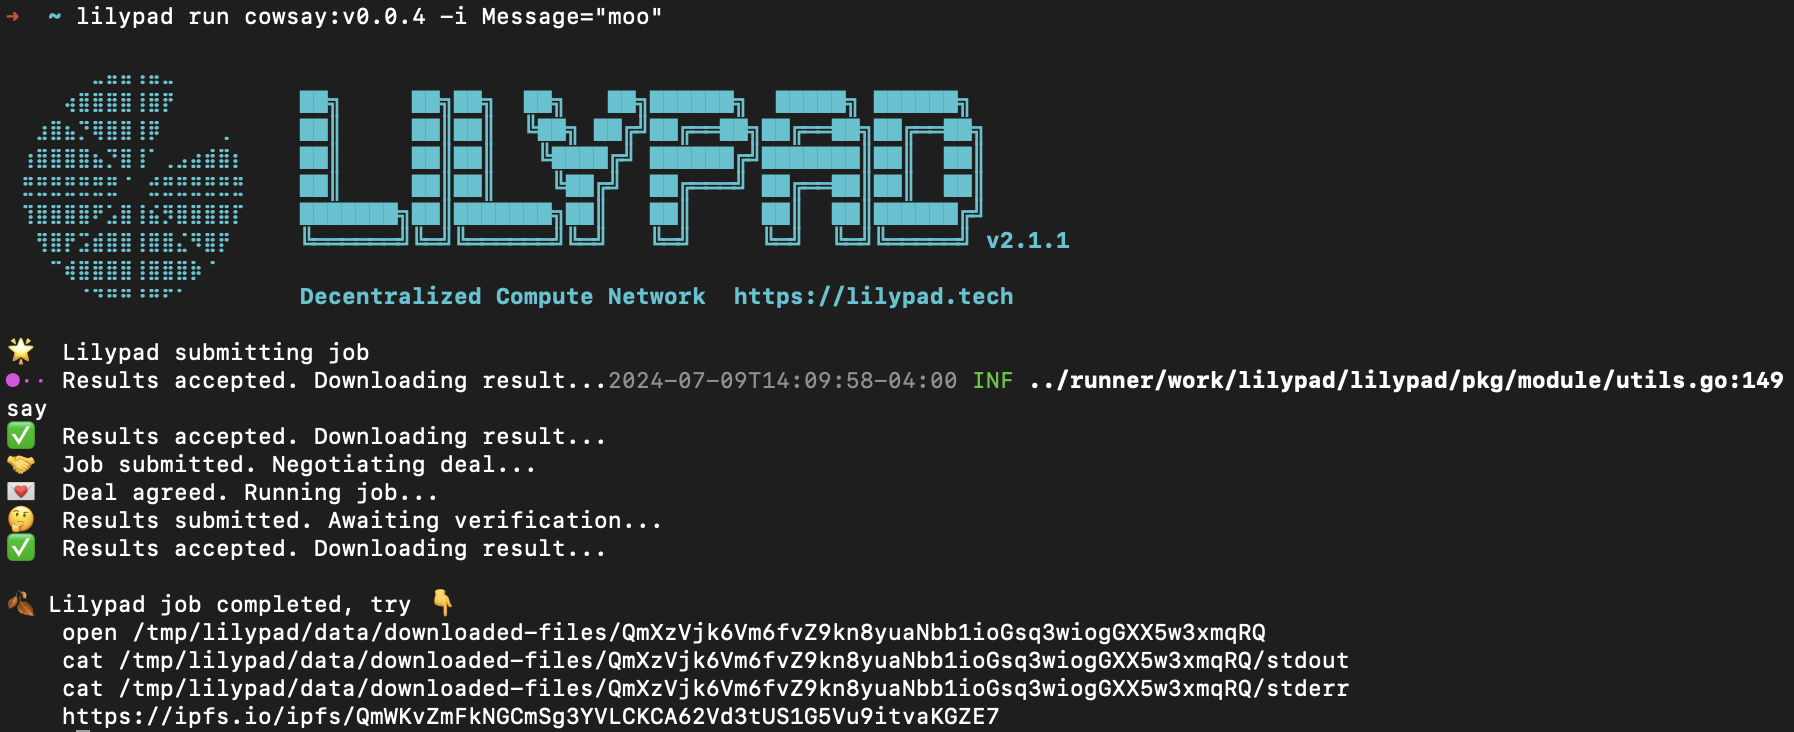 → ~ lilypad run cowsay:v0.0.4 -i Message="moo"
LILYPAD v2.1.1
Decentralized Compute Network https://lilypad.tech
🌟 Lilypad submitting job
Results accepted. Downloading result...2024-07-09T14:09:58-04:00 INF ../runner/work/lilypad/lilypad/pkg/module/utils.go:149
say
✅ Results accepted. Downloading result...
🤝 Job submitted. Negotiating deal...
💌 Deal agreed. Running job...
🤔 Results submitted. Awaiting verification...
✅ Results accepted. Downloading result...
🍂 Lilypad job completed, try 👇
open /tmp/lilypad/data/downloaded-files/QmXzVjk6Vm6fvZ9kn8yuaNbb1ioGsq3wiogGXX5w3xmqRQ
cat /tmp/lilypad/data/downloaded-files/QmXzVjk6Vm6fvZ9kn8yuaNbb1ioGsq3wiogGXX5w3xmqRQ/stdout
cat /tmp/lilypad/data/downloaded-files/QmXzVjk6Vm6fvZ9kn8yuaNbb1ioGsq3wiogGXX5w3xmqRQ/stderr
https://ipfs.io/ipfs/QmWKvZmFkNGCmSg3YVLCKCA62Vd3tUS1G5Vu9itvaKGZE7